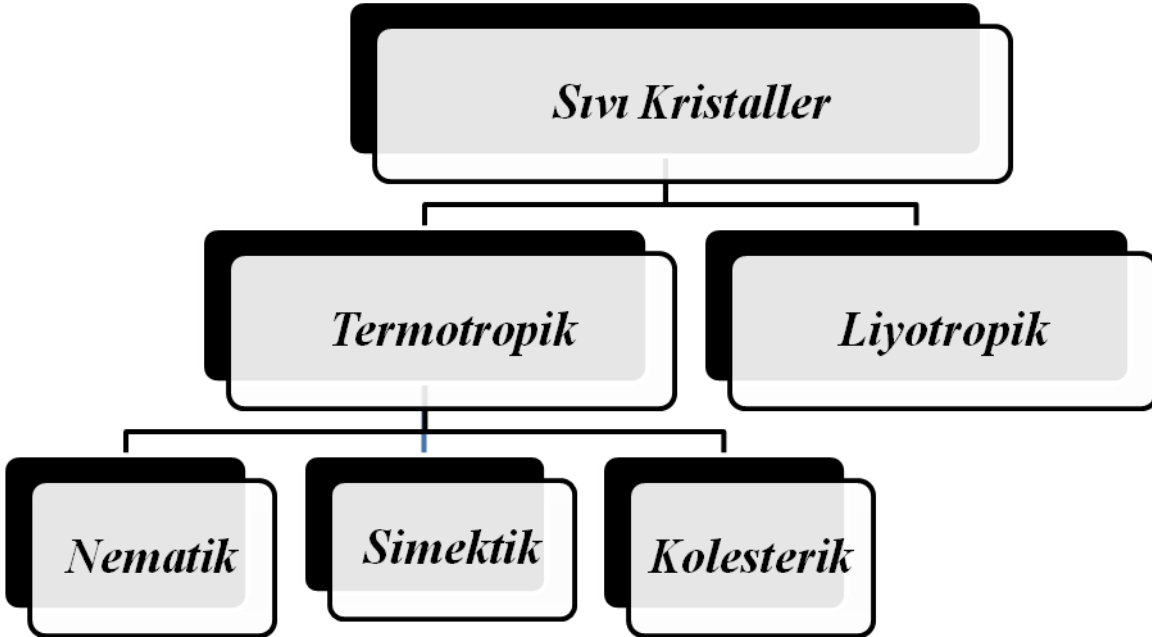 Sıvı Kristaller
Termotropik
Liyotropik
Nematik
Simektik
Kolesterik